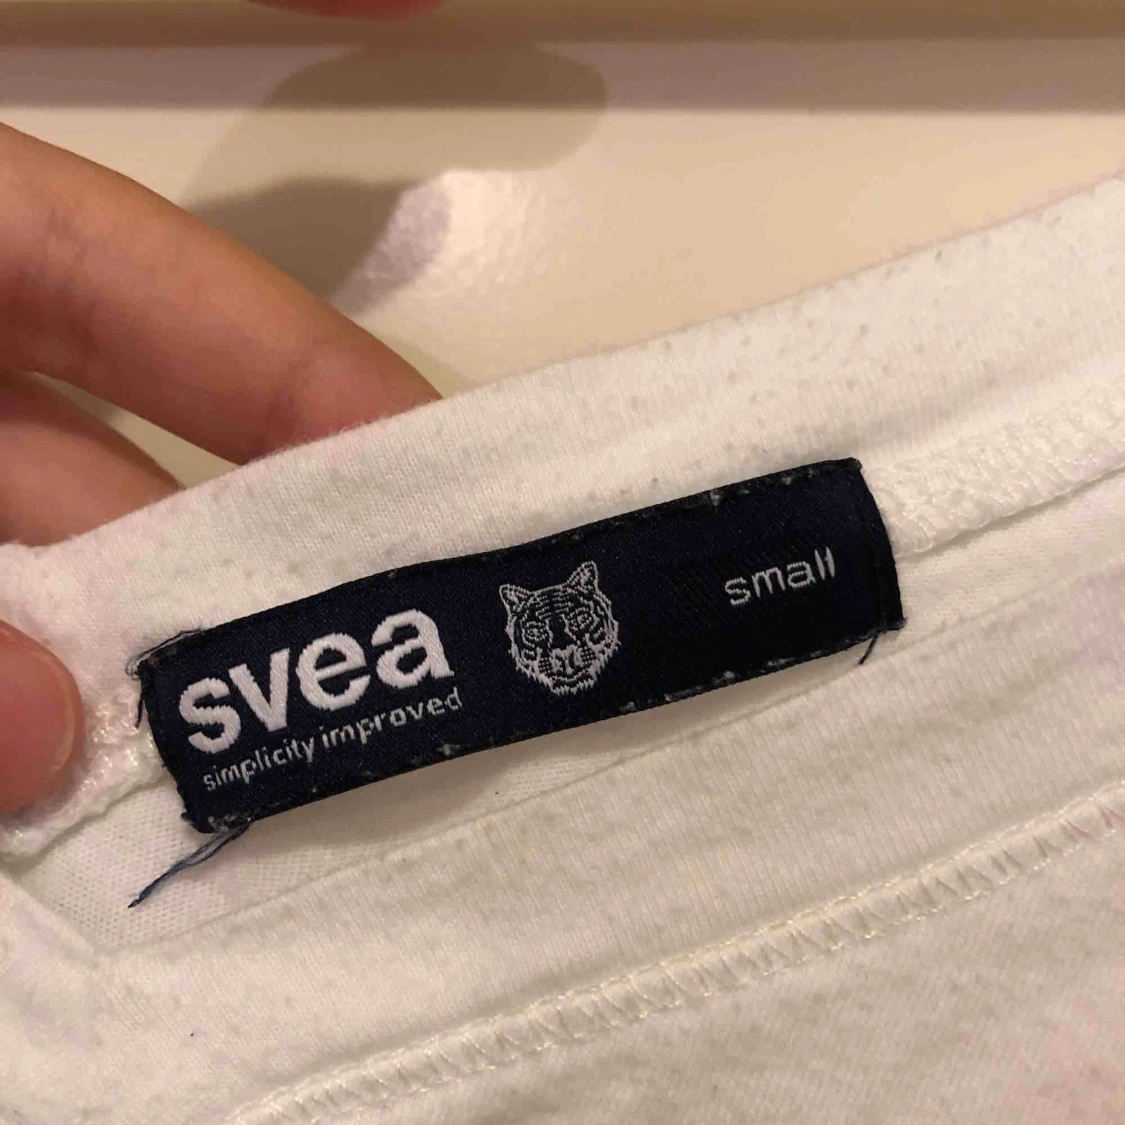 svea
simplicity improved
small